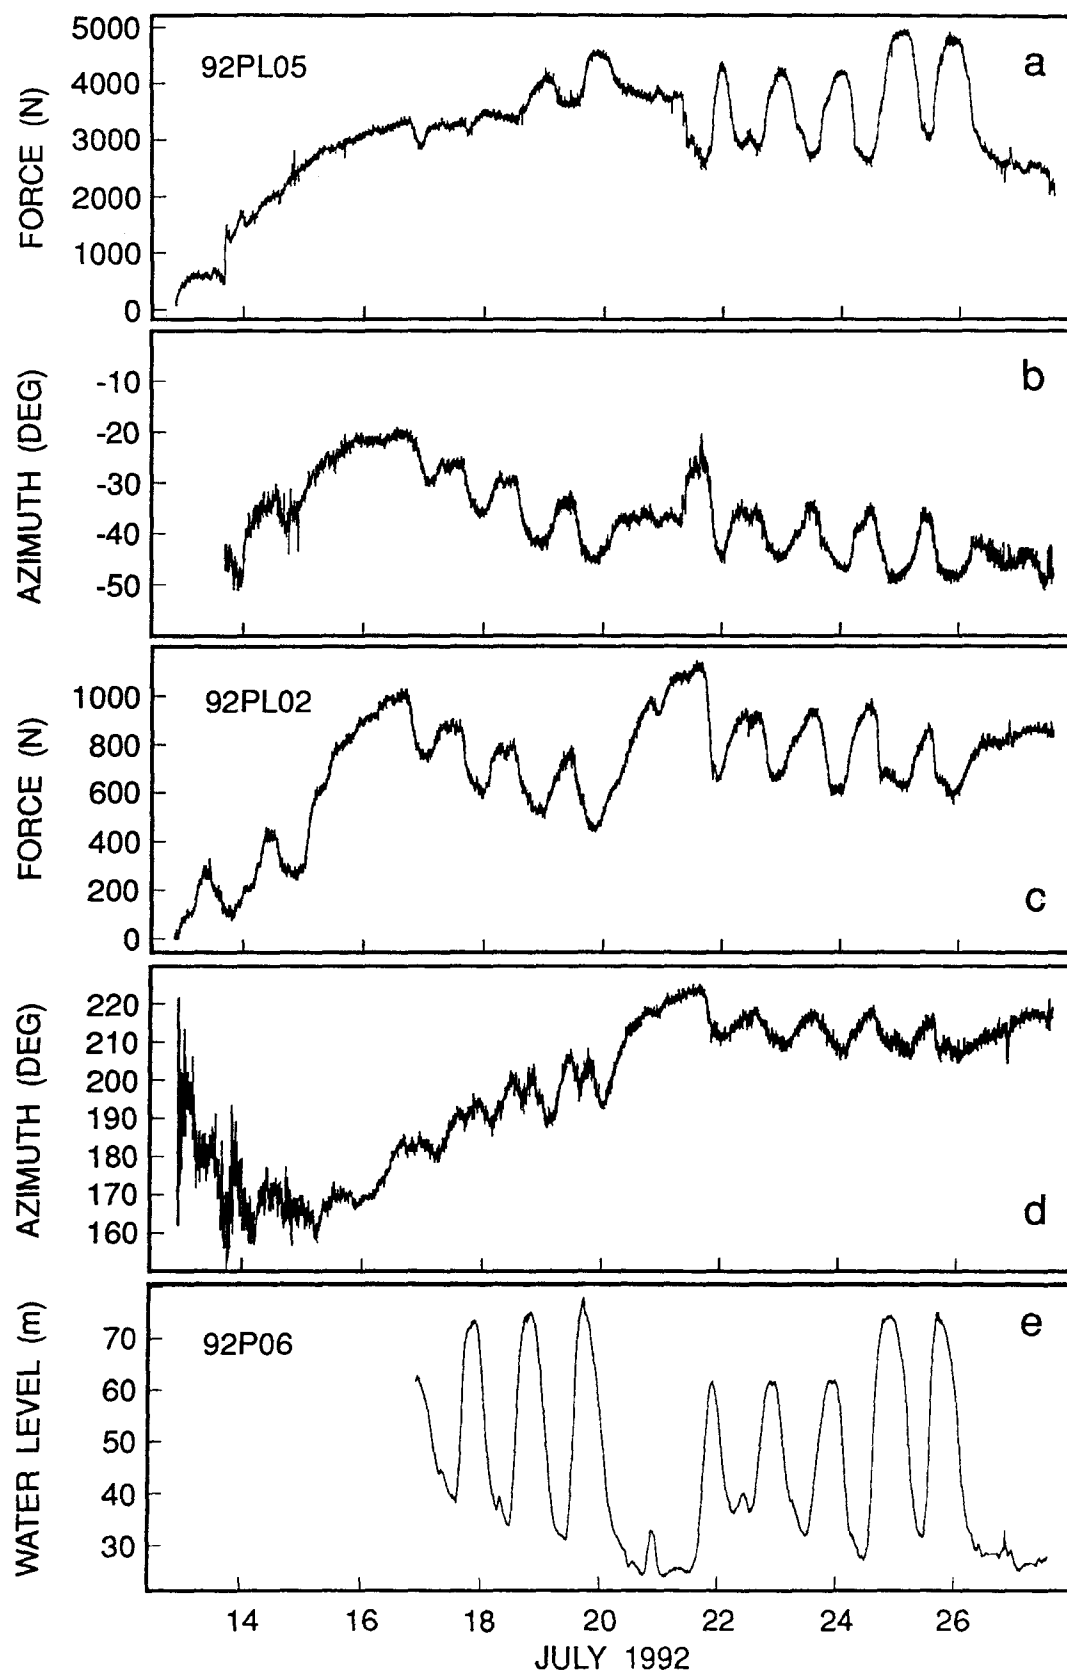 5000
4000
3000
2000
1000
0
FORCE (N)
92PL05
a
-10
-20
-30
-40
-50
AZIMUTH (DEG)
b
1000
800
600
400
200
0
FORCE (N)
92PL02
c
220
210
200
190
180
170
160
AZIMUTH (DEG)
d
70
60
50
40
30
WATER LEVEL (m)
92P06
e
14 16 18 20 22 24 26
JULY 1992